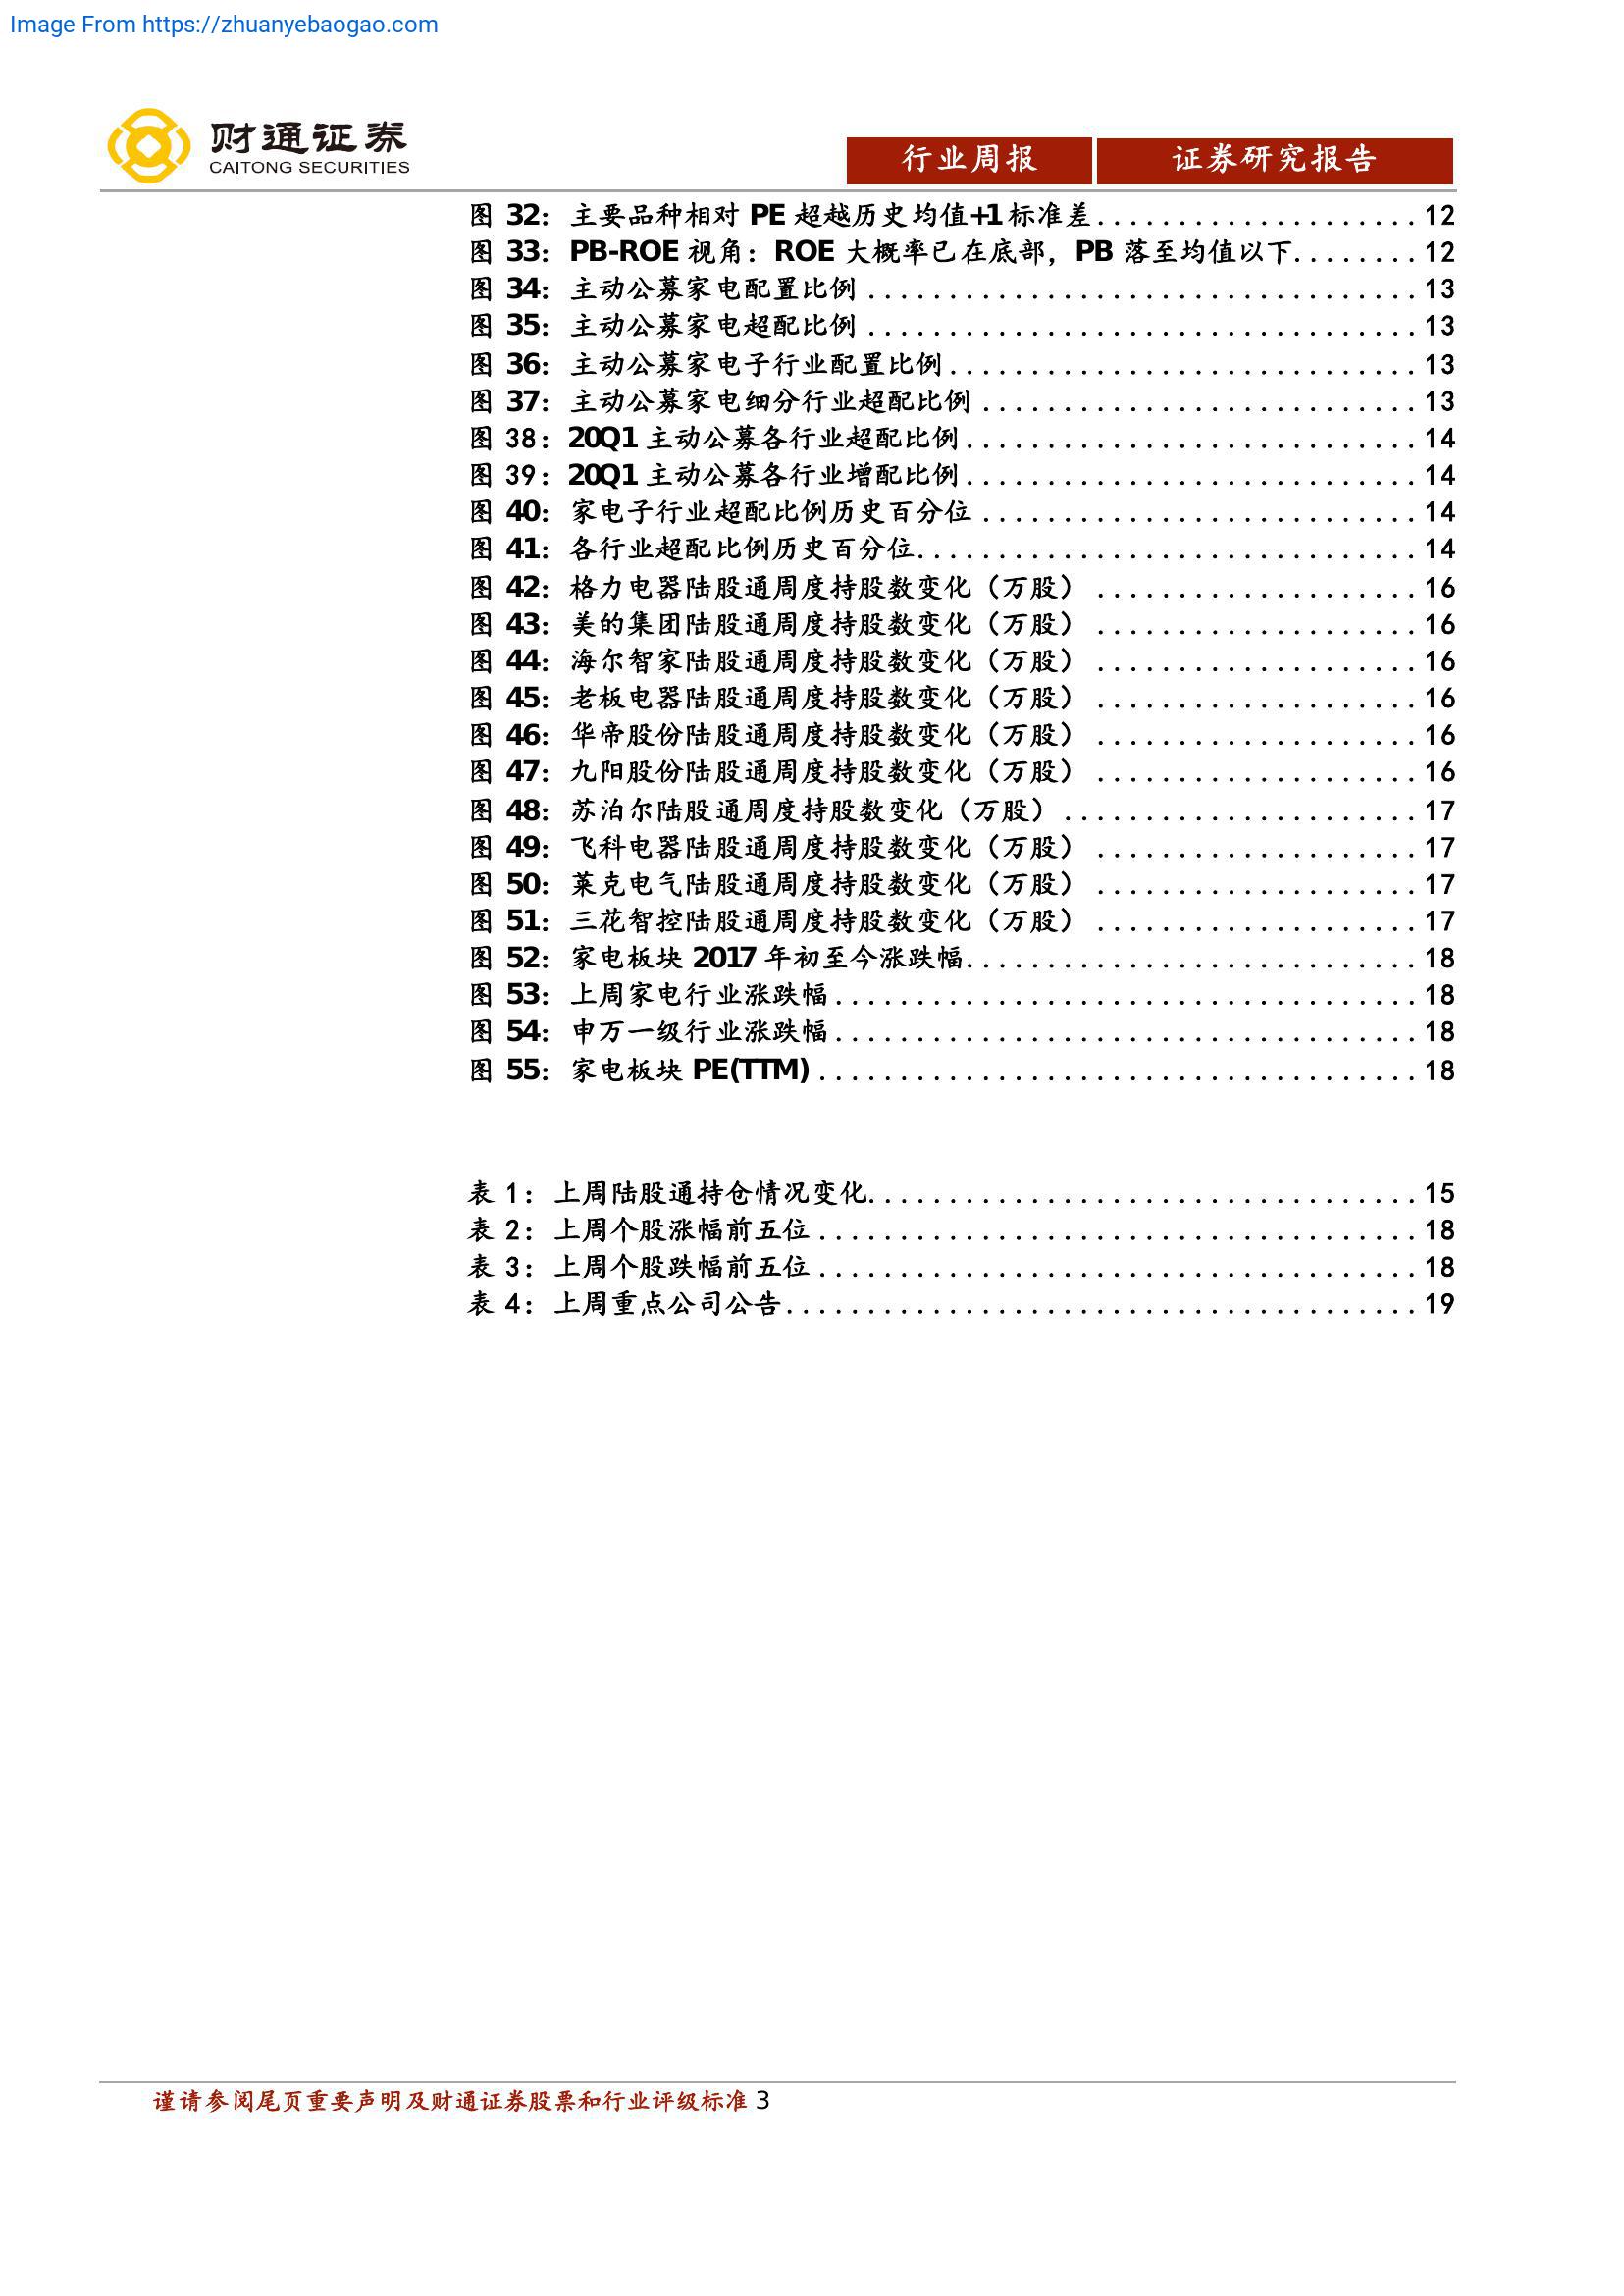 Image From https://zhuanyebaogao.com
财通证券
CAITONG SECURITIES
行业周报
证券研究报告
图 32：主要品种相对 PE 超越历史均值+1 标准差....................12
图 33：PB-ROE 视角：ROE 大概率已在底部，PB 落至均值以下........12
图 34：主动公募家电配置比例..................................13
图 35：主动公募家电超配比例..................................13
图 36：主动公募家电子行业配置比例.............................13
图 37：主动公募家电细分行业超配比例...........................13
图 38：20Q1 主动公募各行业超配比例............................14
图 39：20Q1 主动公募各行业增配比例............................14
图 40：家电子行业超配比例历史百分位...........................14
图 41：各行业超配比例历史百分位...............................14
图 42：格力电器陆股通周度持股数变化（万股）....................16
图 43：美的集团陆股通周度持股数变化（万股）....................16
图 44：海尔智家陆股通周度持股数变化（万股）....................16
图 45：老板电器陆股通周度持股数变化（万股）....................16
图 46：华帝股份陆股通周度持股数变化（万股）....................16
图 47：九阳股份陆股通周度持股数变化（万股）....................16
图 48：苏泊尔陆股通周度持股数变化（万股）......................17
图 49：飞科电器陆股通周度持股数变化（万股）....................17
图 50：莱克电气陆股通周度持股数变化（万股）....................17
图 51：三花智控陆股通周度持股数变化（万股）....................17
图 52：家电板块 2017 年初至今涨跌幅............................18
图 53：上周家电行业涨跌幅....................................18
图 54：申万一级行业涨跌幅....................................18
图 55：家电板块 PE(TTM).....................................18
表 1：上周陆股通持仓情况变化..................................15
表 2：上周个股涨幅前五位.....................................18
表 3：上周个股跌幅前五位.....................................18
表 4：上周重点公司公告.......................................19
谨请参阅尾页重要声明及财通证券股票和行业评级标准 3